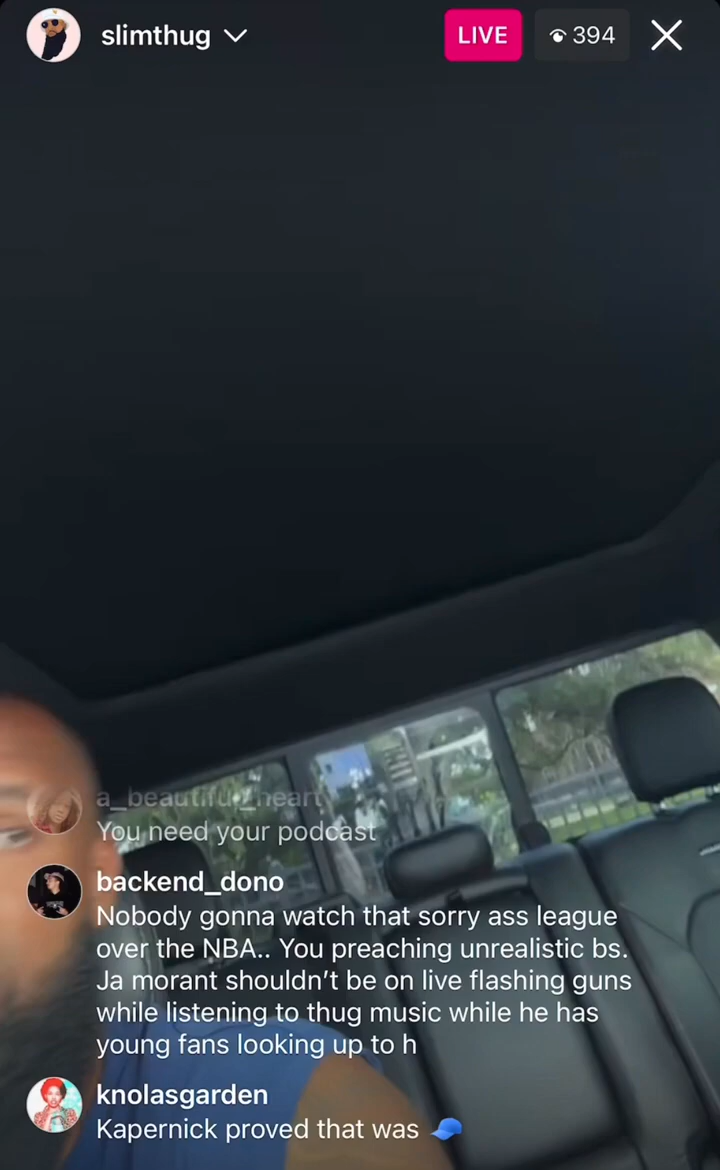 slimthug
LIVE
394
a_beautiful_heart
You need your podcast
backend_dono
Nobody gonna watch that sorry ass league
over the NBA.. You preaching unrealistic bs.
Ja morant shouldn't be on live flashing guns
while listening to thug music while he has
young fans looking up to h
knolasgarden
Kapernick proved that was 🧢